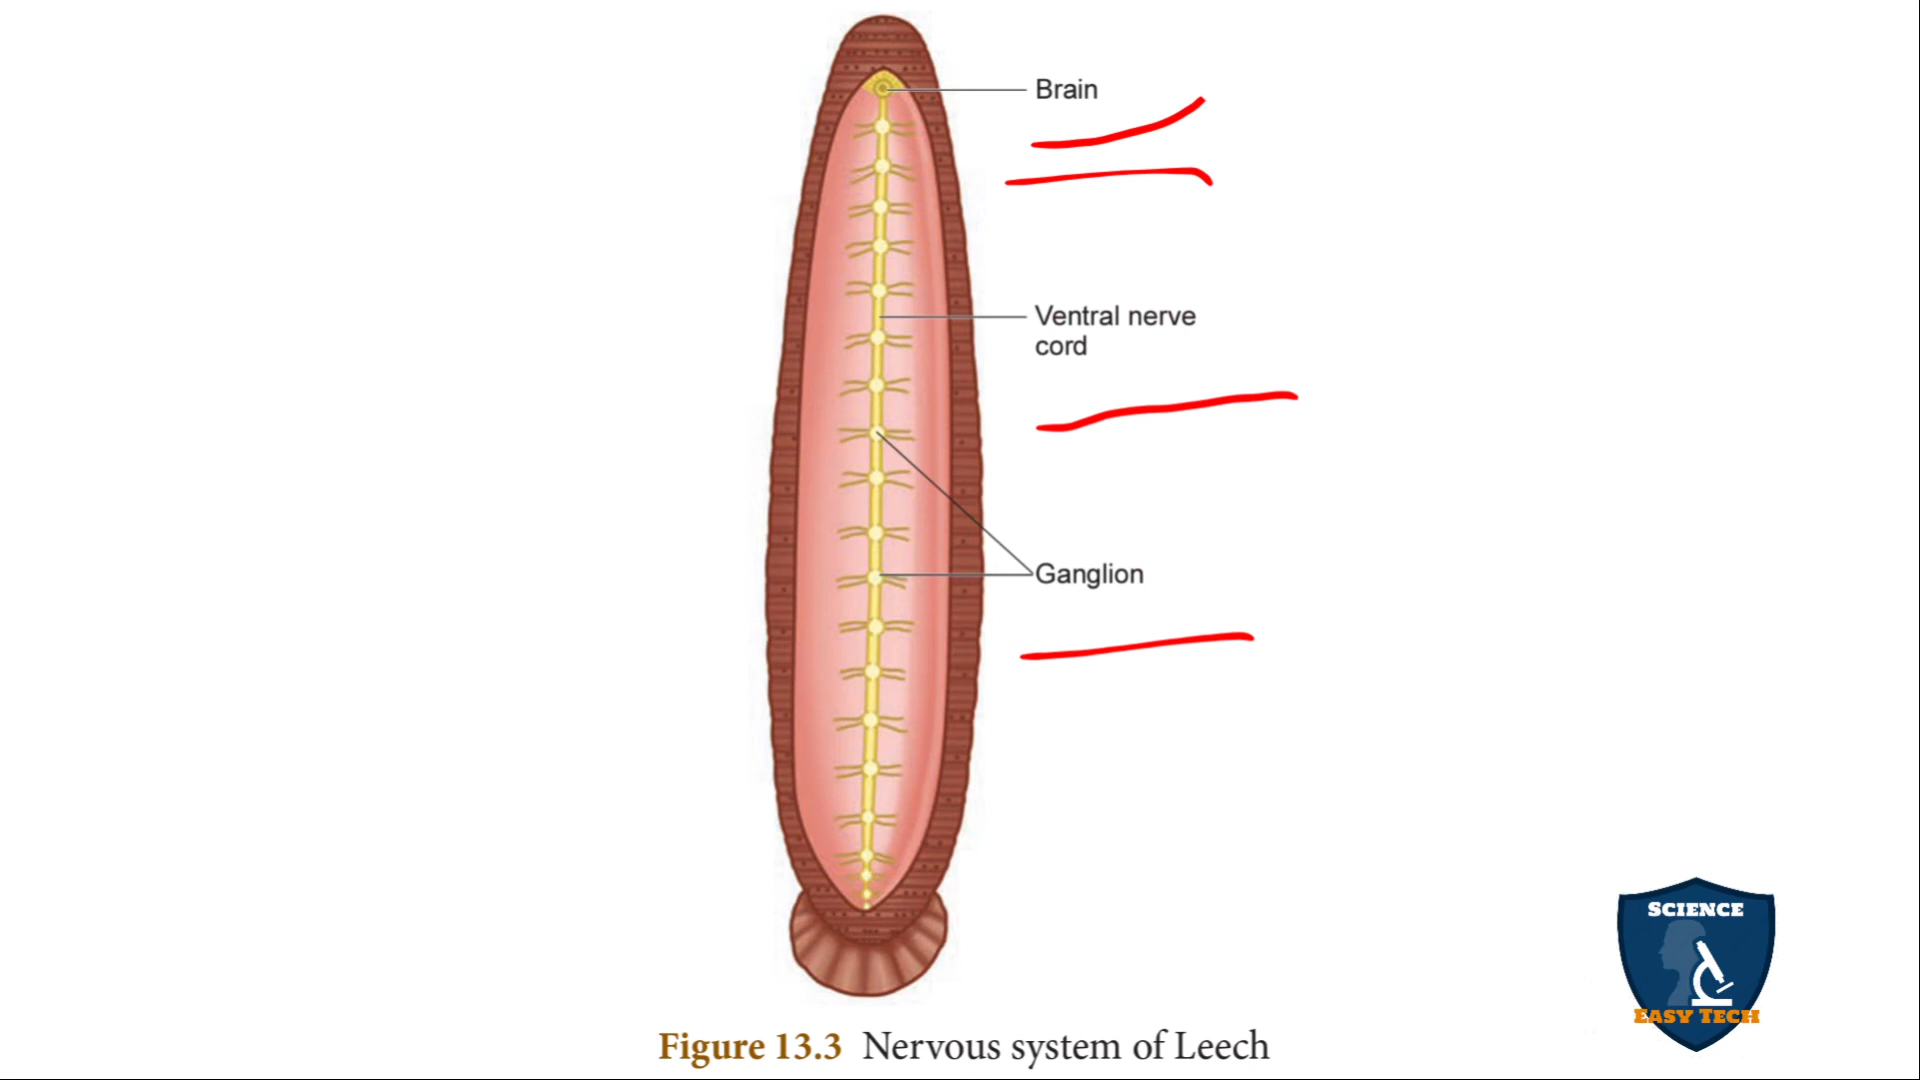 Brain
Ventral nerve
cord
Ganglion
SCIENCE
EASY TECH
Figure 13.3 Nervous system of Leech